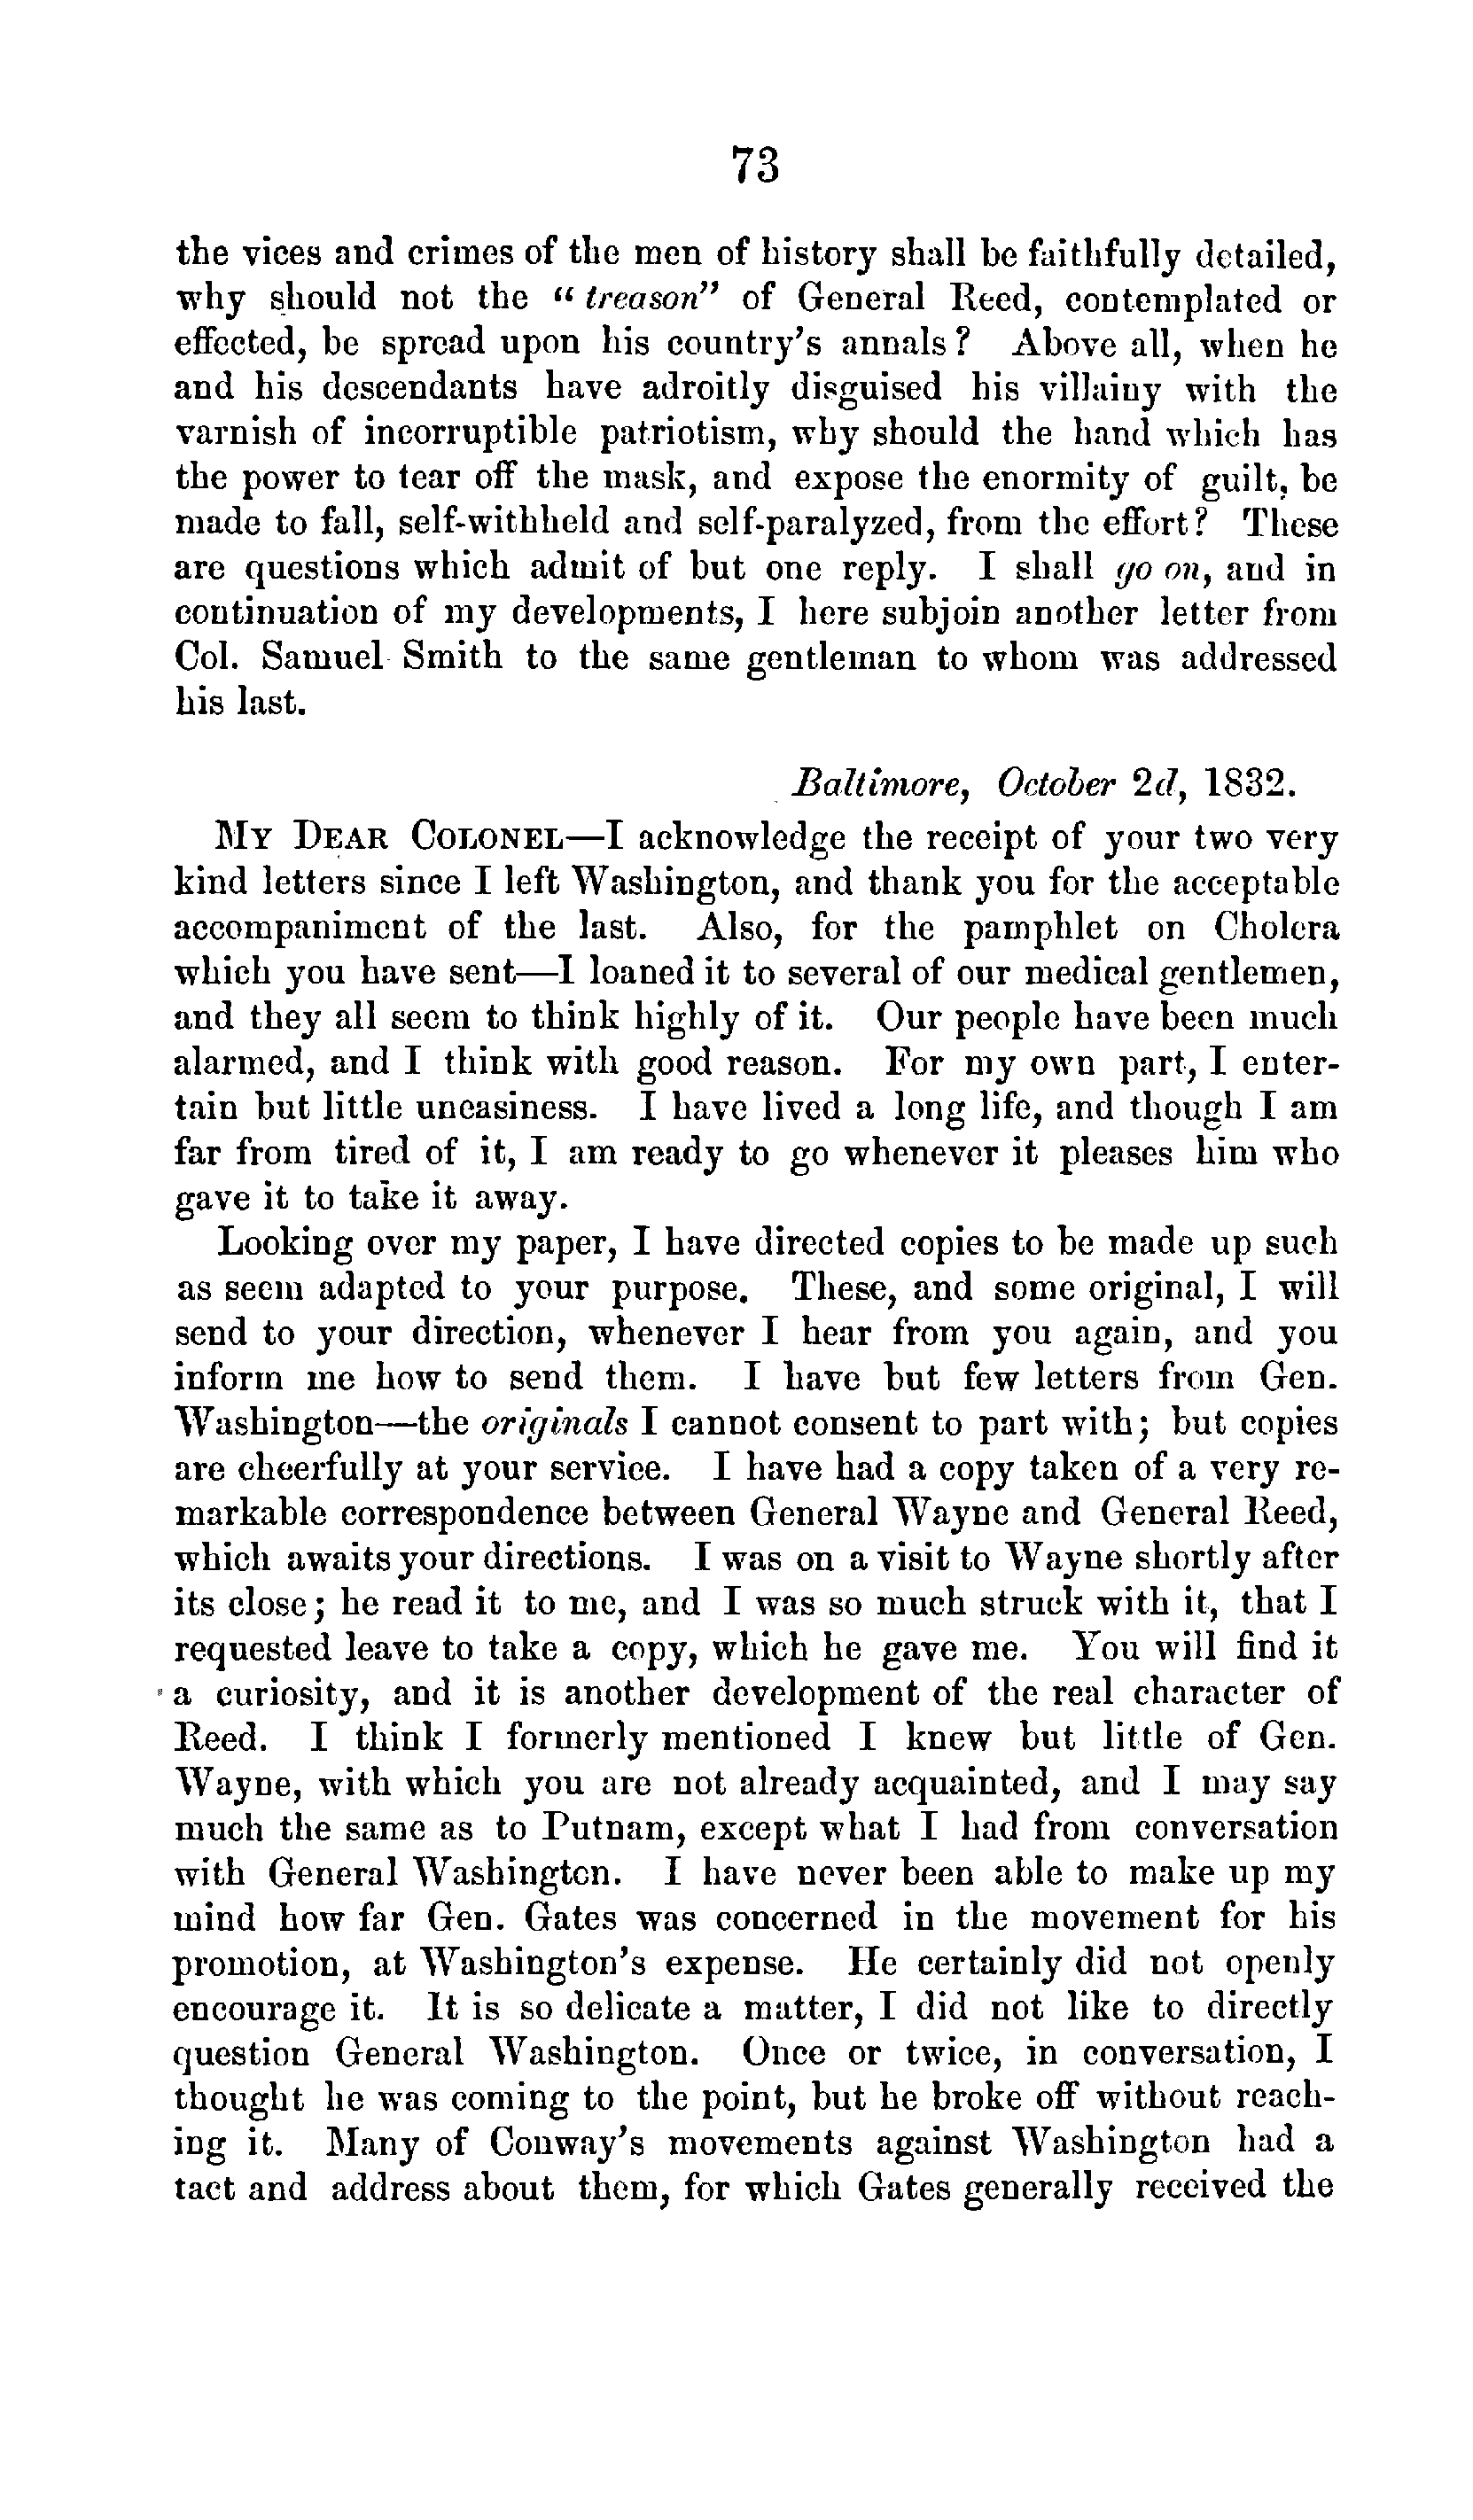 73
the vices and crimes of the men of history shall be faithfully detailed,
why should not the “ treason” of General Reed, contemplated or
effected, be spread upon his country’s annals ? Above all, when he
and his descendants have adroitly disguised his villainy with the
varnish of incorruptible patriotism, why should the hand which has
the power to tear off the mask, and expose the enormity of guilt, be
made to fall, self-withheld and self-paralyzed, from the effort? These
are questions which admit of but one reply. I shall go on, and in
continuation of my developments, I here subjoin another letter from
Col. Samuel Smith to the same gentleman to whom was addressed
his last.
Baltimore, October 2d, 1832.
MY DEAR COLONEL—I acknowledge the receipt of your two very
kind letters since I left Washington, and thank you for the acceptable
accompaniment of the last. Also, for the pamphlet on Cholera
which you have sent—I loaned it to several of our medical gentlemen,
and they all seem to think highly of it. Our people have been much
alarmed, and I think with good reason. For my own part, I enter-
tain but little uneasiness. I have lived a long life, and though I am
far from tired of it, I am ready to go whenever it pleases him who
gave it to take it away.
Looking over my paper, I have directed copies to be made up such
as seem adapted to your purpose. These, and some original, I will
send to your direction, whenever I hear from you again, and you
inform me how to send them. I have but few letters from Gen.
Washington—the originals I cannot consent to part with; but copies
are cheerfully at your service. I have had a copy taken of a very re-
markable correspondence between General Wayne and General Reed,
which awaits your directions. I was on a visit to Wayne shortly after
its close; he read it to me, and I was so much struck with it, that I
requested leave to take a copy, which he gave me. You will find it
a curiosity, and it is another development of the real character of
Reed. I think I formerly mentioned I knew but little of Gen.
Wayne, with which you are not already acquainted, and I may say
much the same as to Putnam, except what I had from conversation
with General Washington. I have never been able to make up my
mind how far Gen. Gates was concerned in the movement for his
promotion, at Washington’s expense. He certainly did not openly
encourage it. It is so delicate a matter, I did not like to directly
question General Washington. Once or twice, in conversation, I
thought he was coming to the point, but he broke off without reach-
ing it. Many of Conway’s movements against Washington had a
tact and address about them, for which Gates generally received the